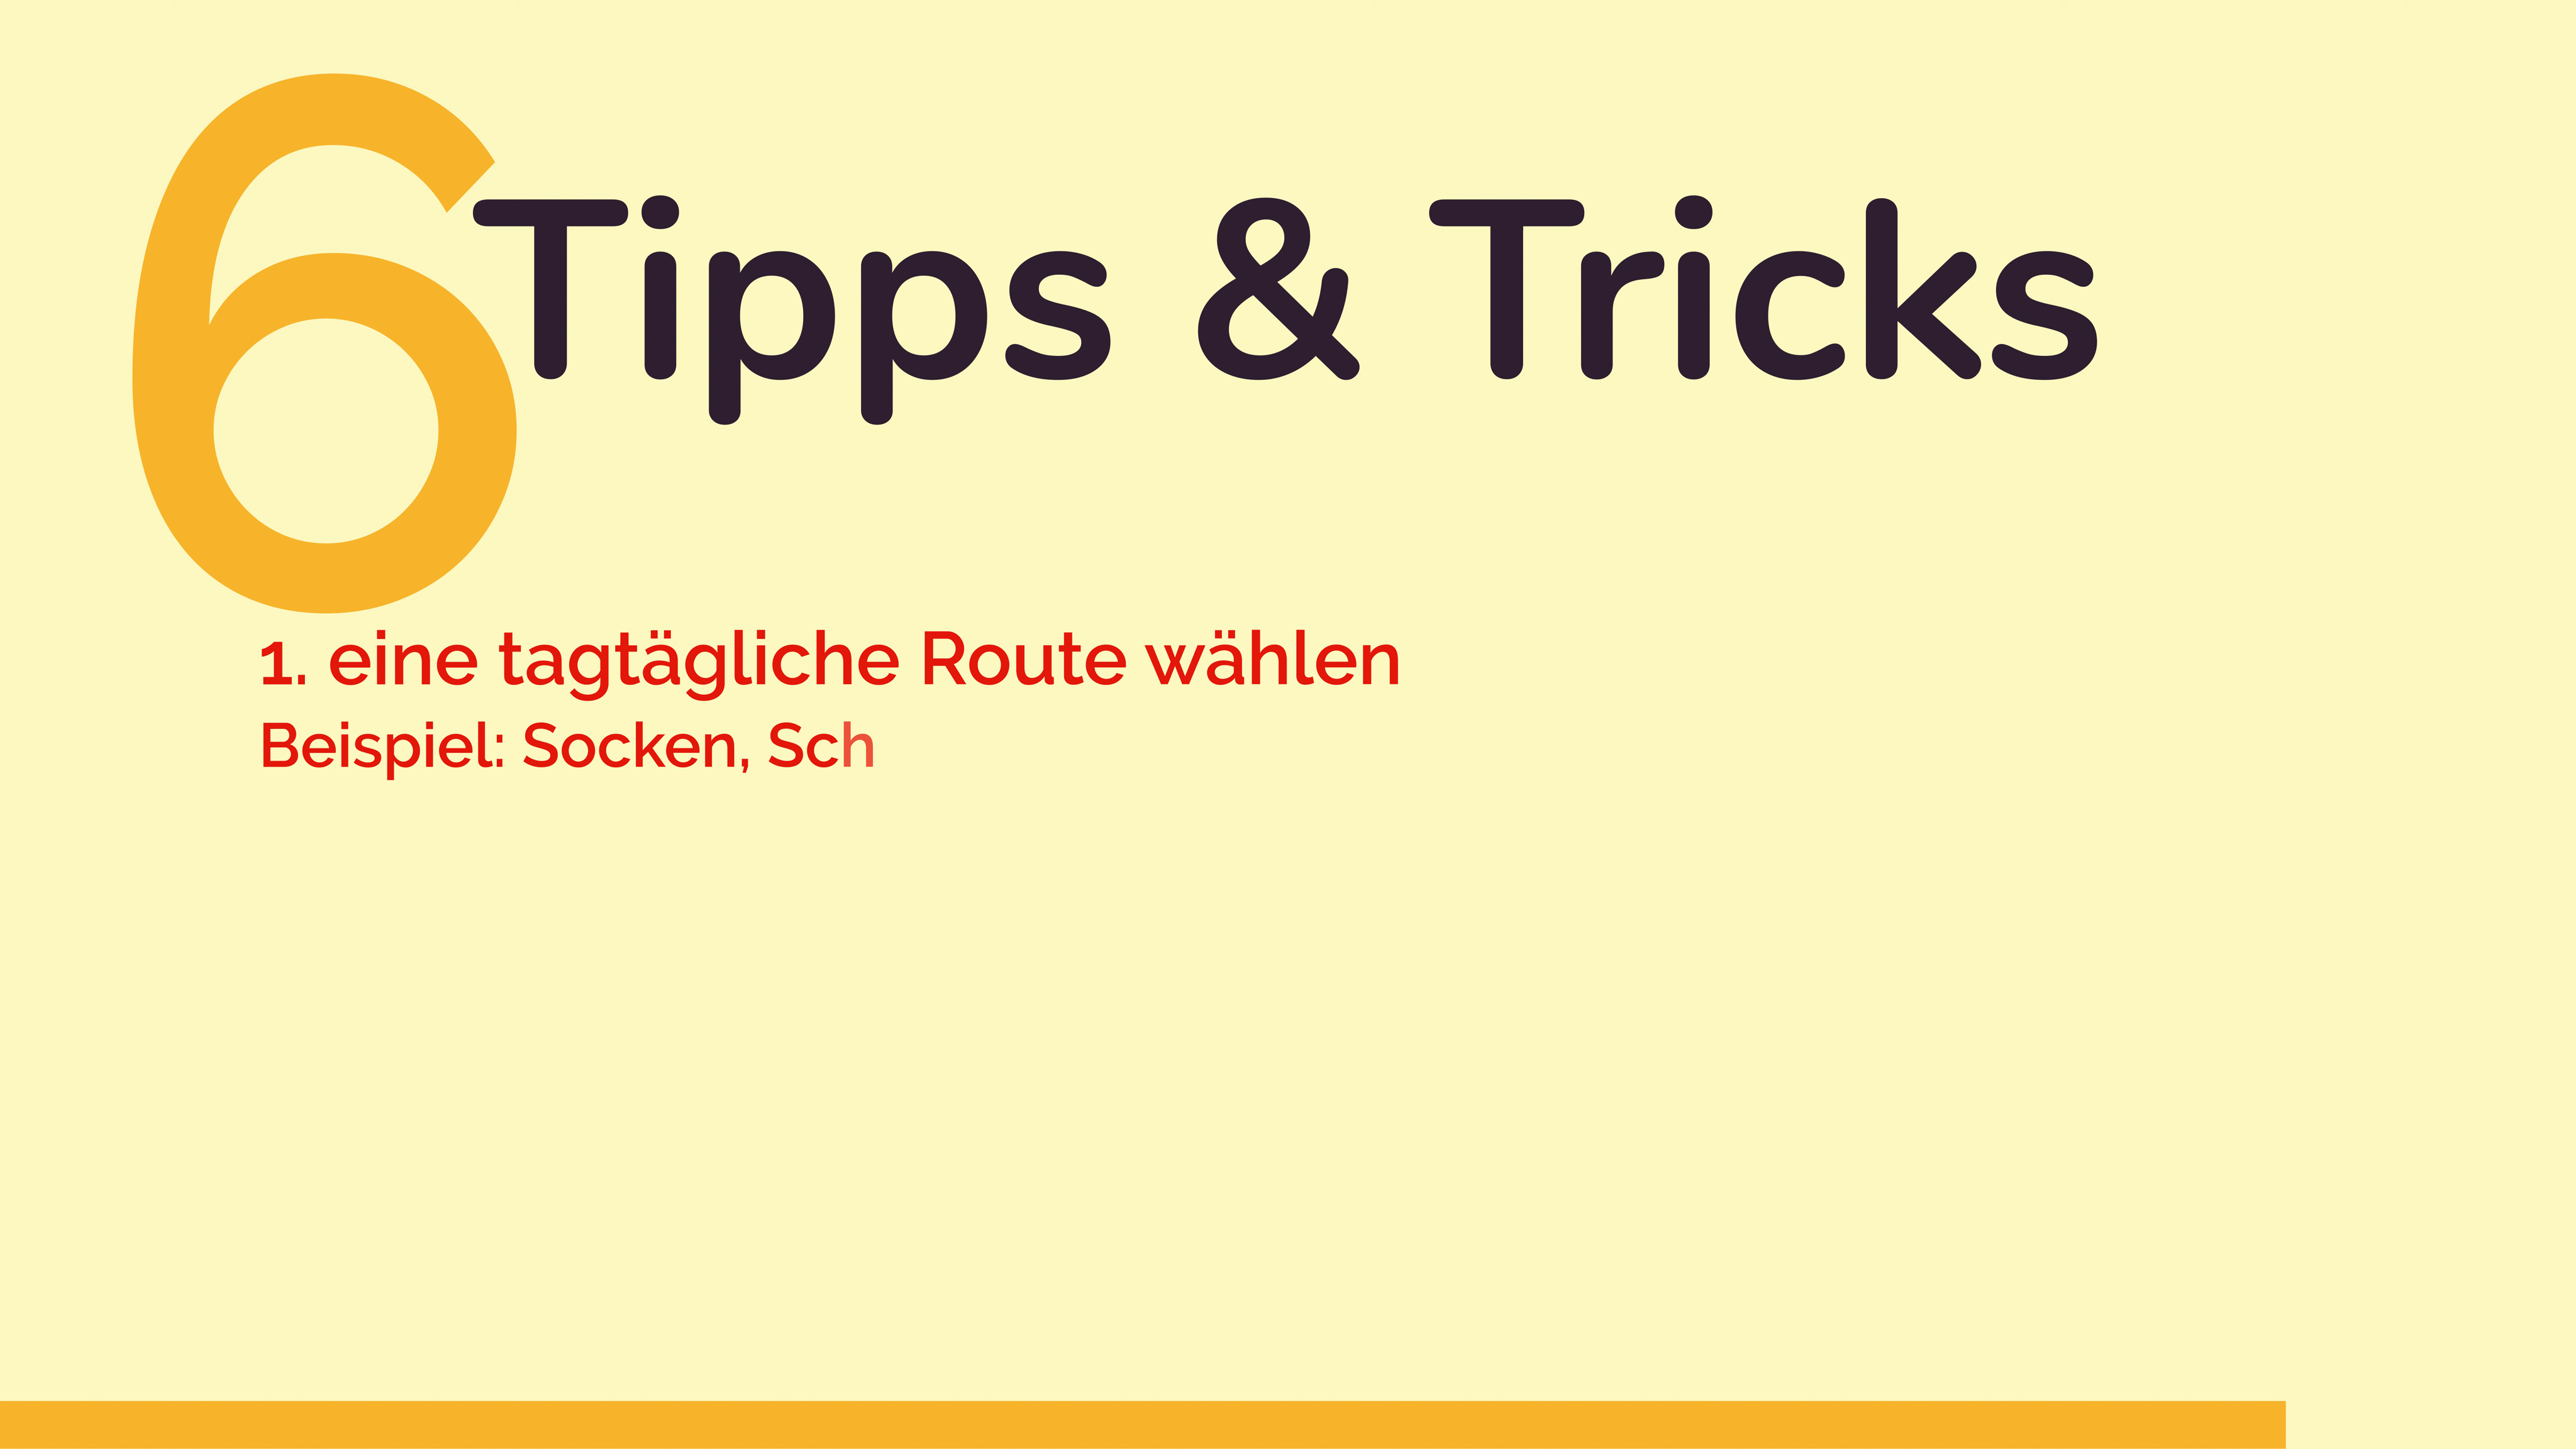 6 Tipps & Tricks
1. eine tagtägliche Route wählen
Beispiel: Socken, Sch